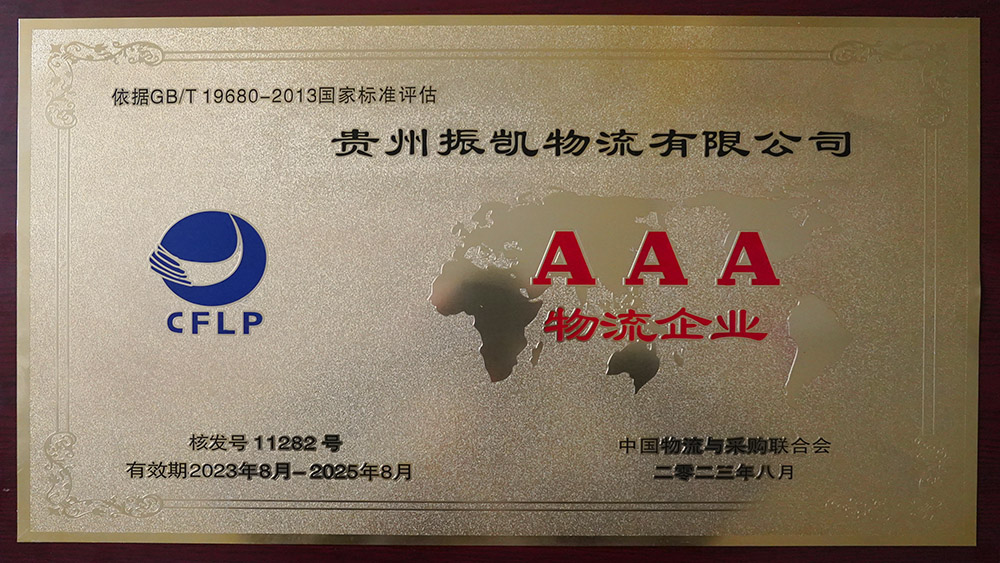 依据GB/T 19680-2013国家标准评估
贵州振凯物流有限公司
CFLP
A A A
物流企业
核发号 11282 号
有效期2023年8月-2025年8月
中国物流与采购联合会
二零二三年八月